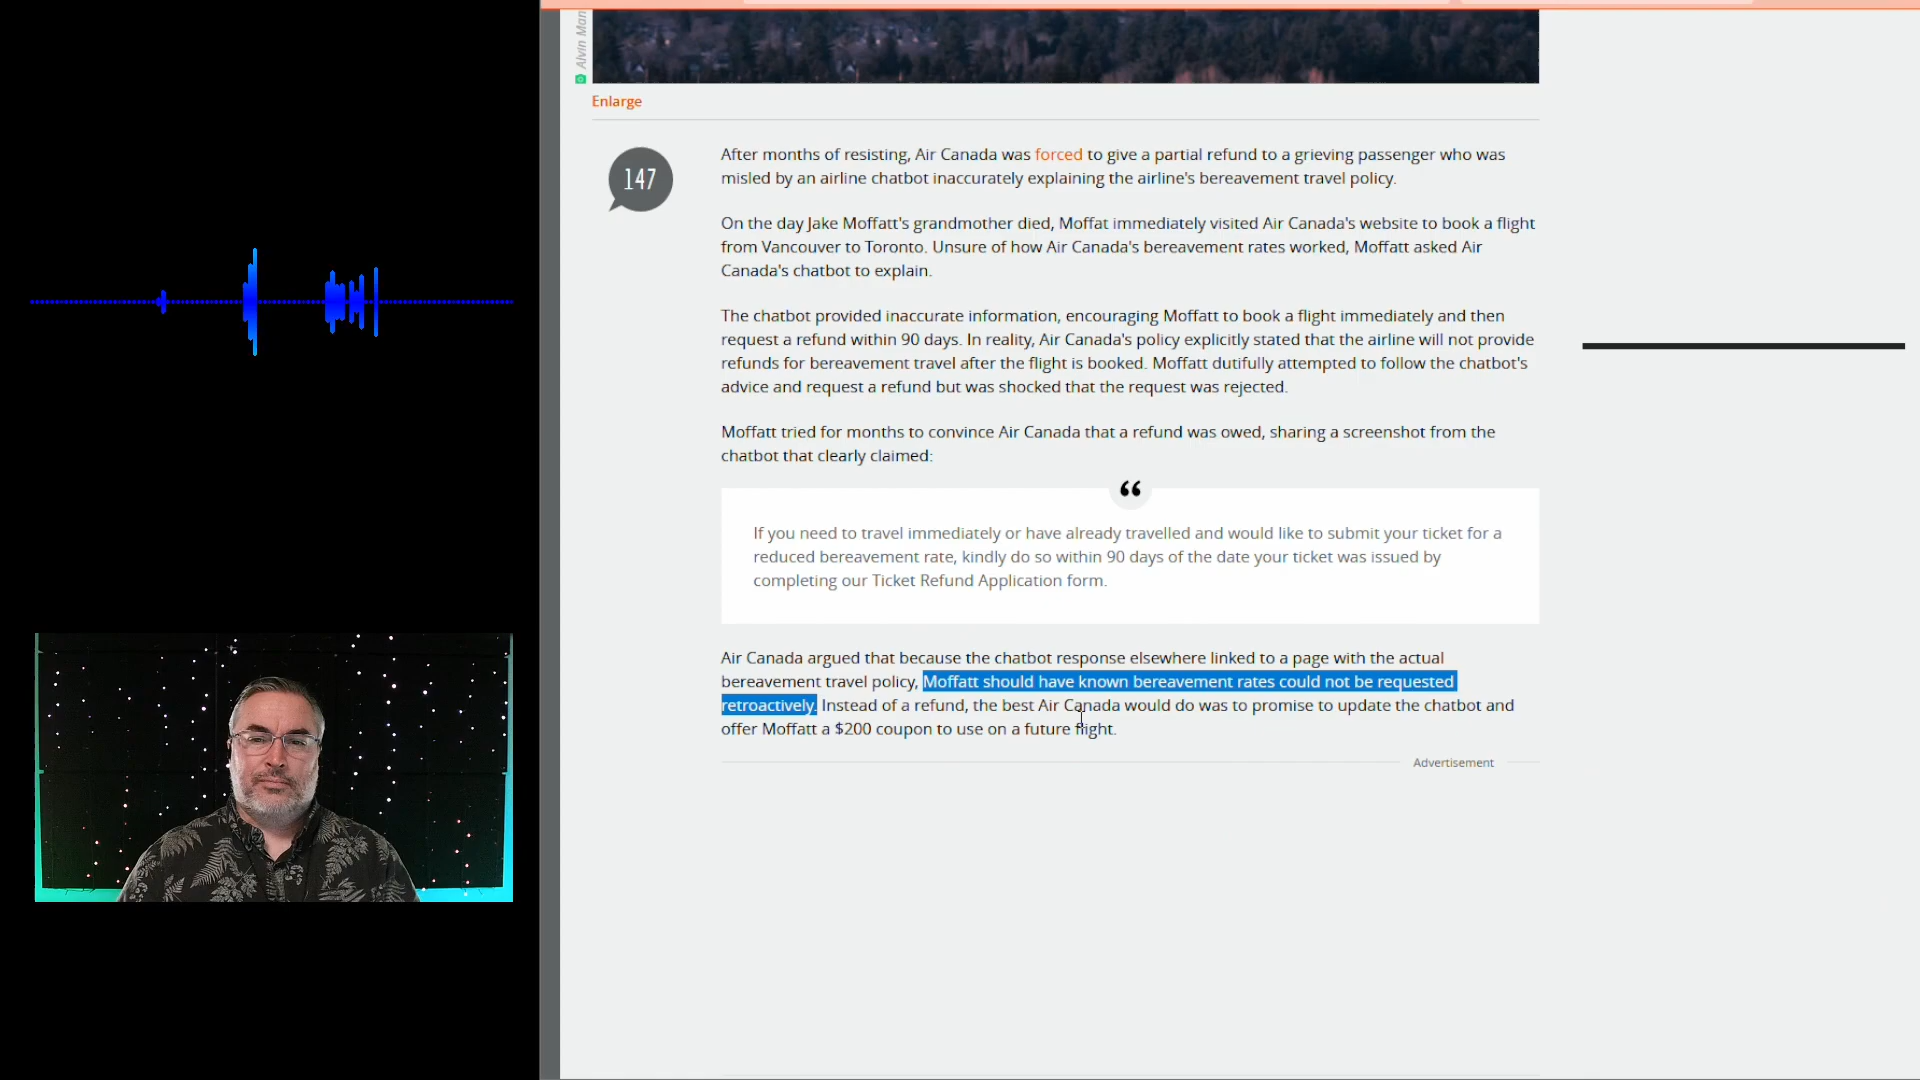 Alvin Man
Enlarge
147
After months of resisting, Air Canada was forced to give a partial refund to a grieving passenger who was
misled by an airline chatbot inaccurately explaining the airline's bereavement travel policy.
On the day Jake Moffatt's grandmother died, Moffat immediately visited Air Canada's website to book a flight
from Vancouver to Toronto. Unsure of how Air Canada's bereavement rates worked, Moffatt asked Air
Canada's chatbot to explain.
The chatbot provided inaccurate information, encouraging Moffatt to book a flight immediately and then
request a refund within 90 days. In reality, Air Canada's policy explicitly stated that the airline will not provide
refunds for bereavement travel after the flight is booked. Moffatt dutifully attempted to follow the chatbot's
advice and request a refund but was shocked that the request was rejected.
Moffatt tried for months to convince Air Canada that a refund was owed, sharing a screenshot from the
chatbot that clearly claimed:
“
If you need to travel immediately or have already travelled and would like to submit your ticket for a
reduced bereavement rate, kindly do so within 90 days of the date your ticket was issued by
completing our Ticket Refund Application form.
Air Canada argued that because the chatbot response elsewhere linked to a page with the actual
bereavement travel policy, Moffatt should have known bereavement rates could not be requested
retroactively. Instead of a refund, the best Air Canada would do was to promise to update the chatbot and
offer Moffatt a $200 coupon to use on a future flight.
Advertisement